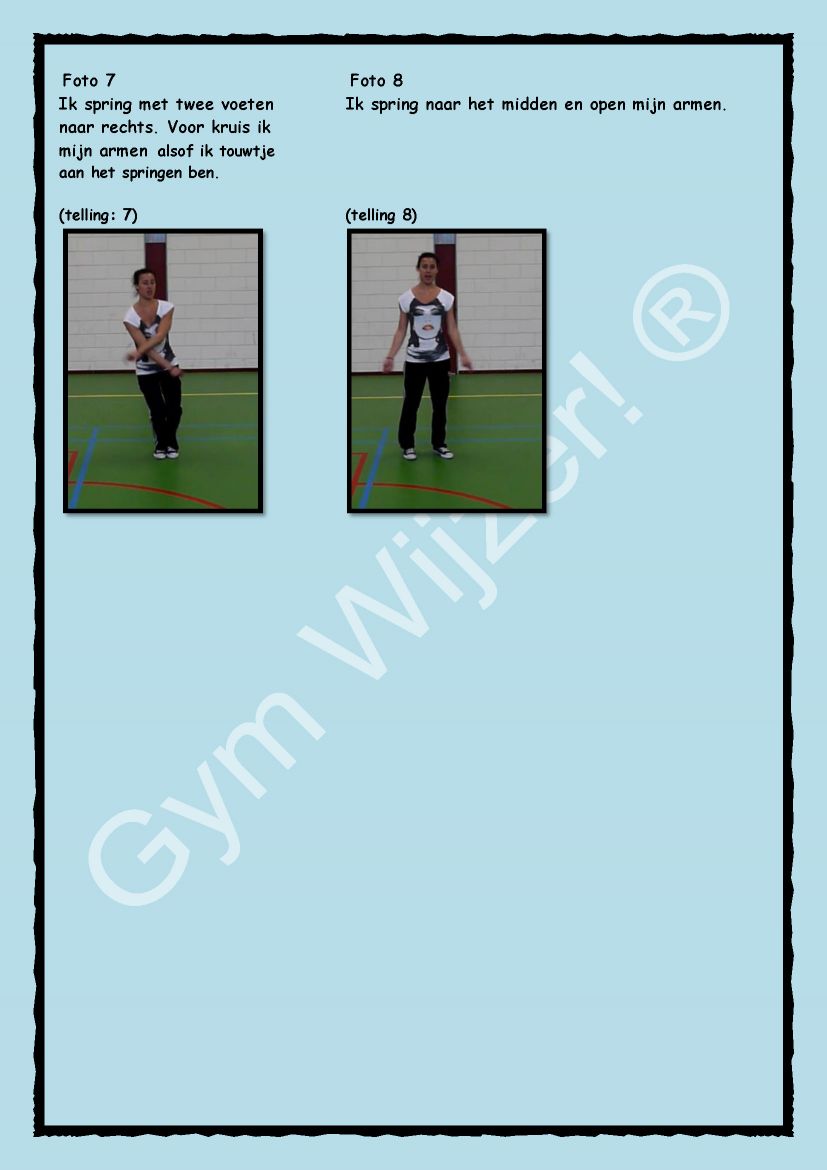 Foto 7
Ik spring met twee voeten
naar rechts. Voor kruis ik
mijn armen alsof ik touwtje
aan het springen ben.
(telling: 7)
Foto 8
Ik spring naar het midden en open mijn armen.
(telling 8)
Gym Wijzer! ®